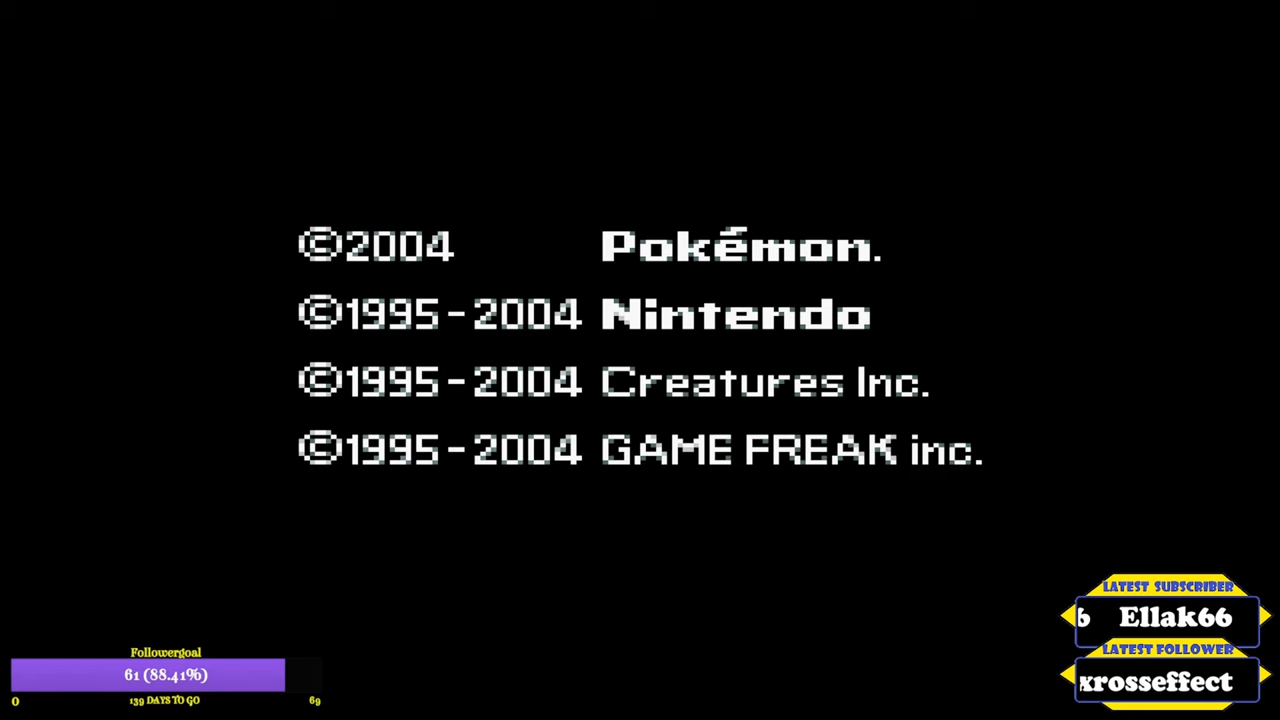 ©2004 Pokémon.
©1995-2004 Nintendo
©1995-2004 Creatures Inc.
©1995-2004 GAME FREAK inc.
LATEST SUBSCRIBER
6 Ellak66
LATEST FOLLOWER
xrosseffect
Followergoal
61 (88.41%)
0 139 DAYS TO GO 69